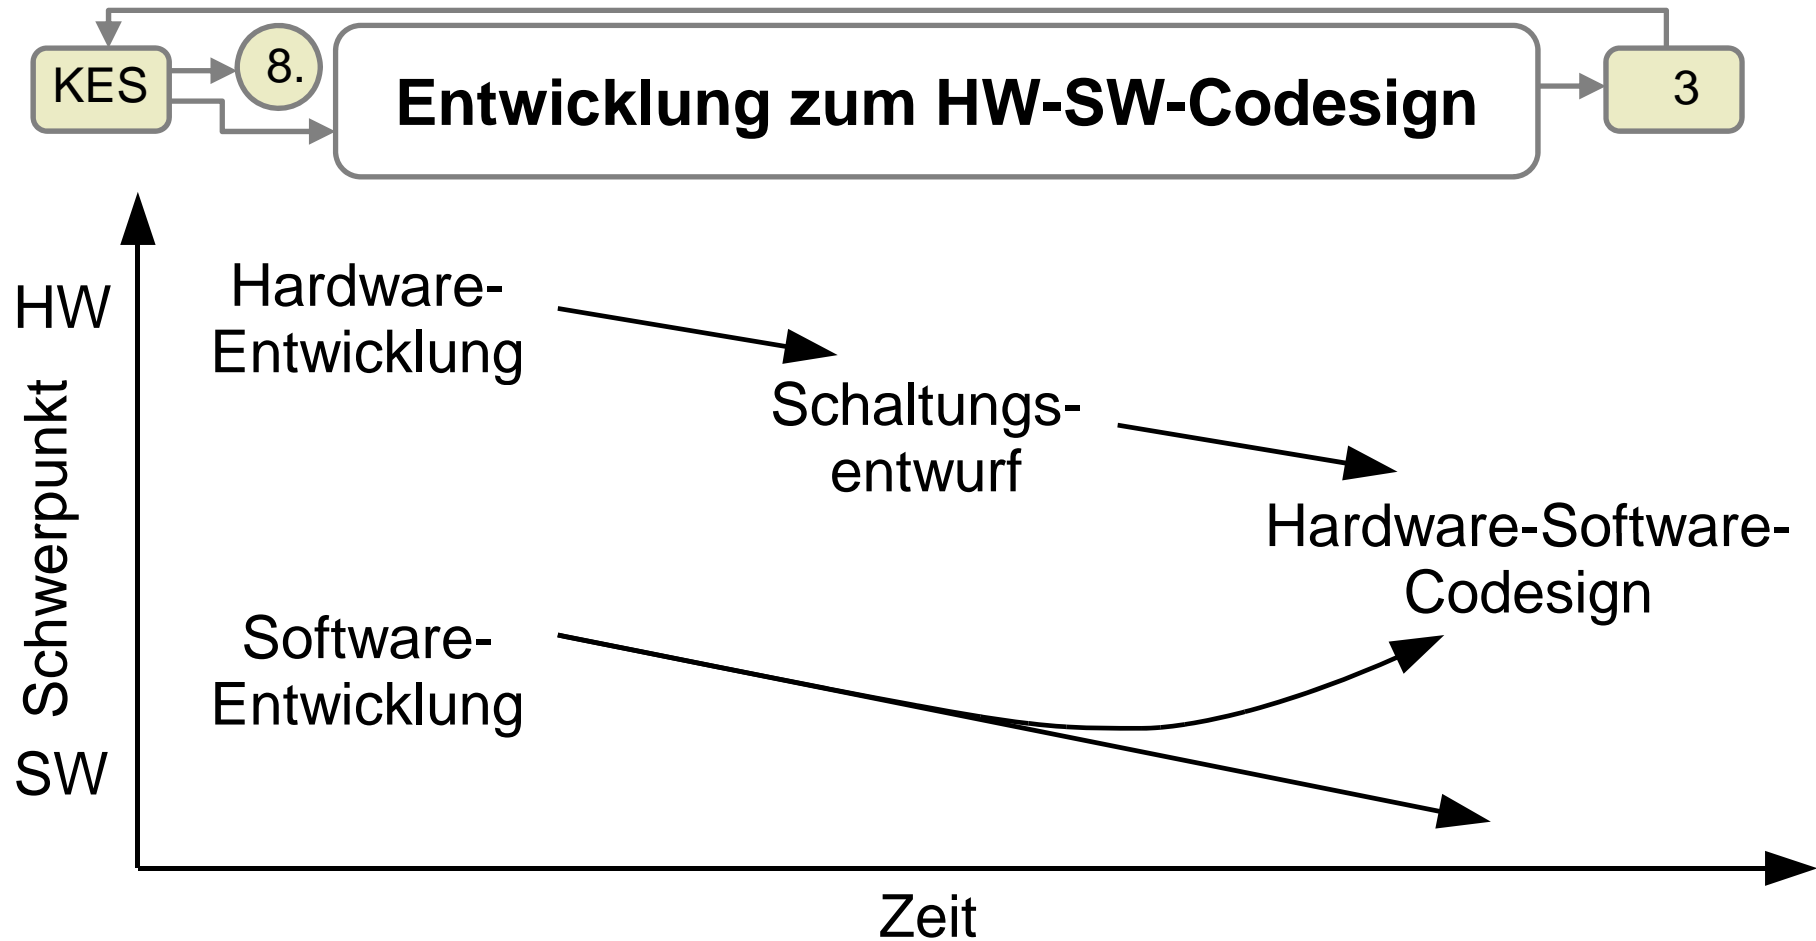 KES
8.
Entwicklung zum HW-SW-Codesign
3
HW
Schwerpunkt
SW
Hardware-
Entwicklung
Schaltungs-
entwurf
Hardware-Software-
Codesign
Software-
Entwicklung
Zeit